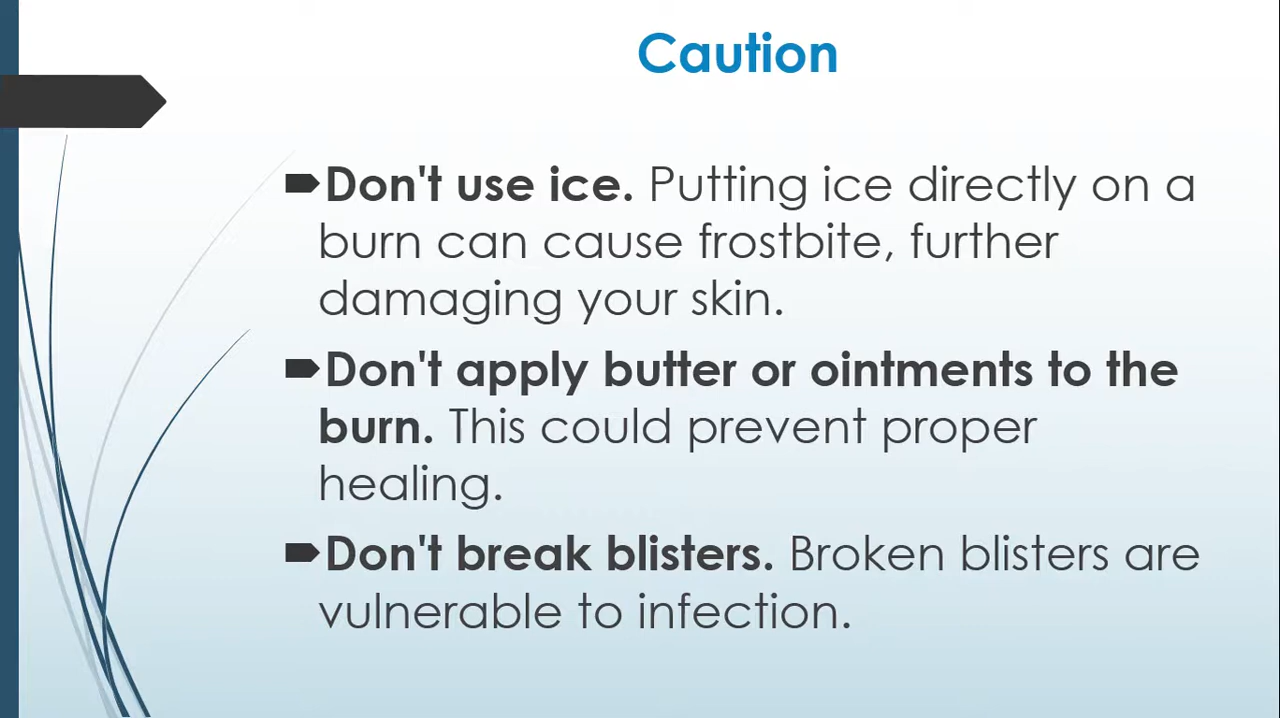 Caution
Don't use ice. Putting ice directly on a
burn can cause frostbite, further
damaging your skin.
Don't apply butter or ointments to the
burn. This could prevent proper
healing.
Don't break blisters. Broken blisters are
vulnerable to infection.